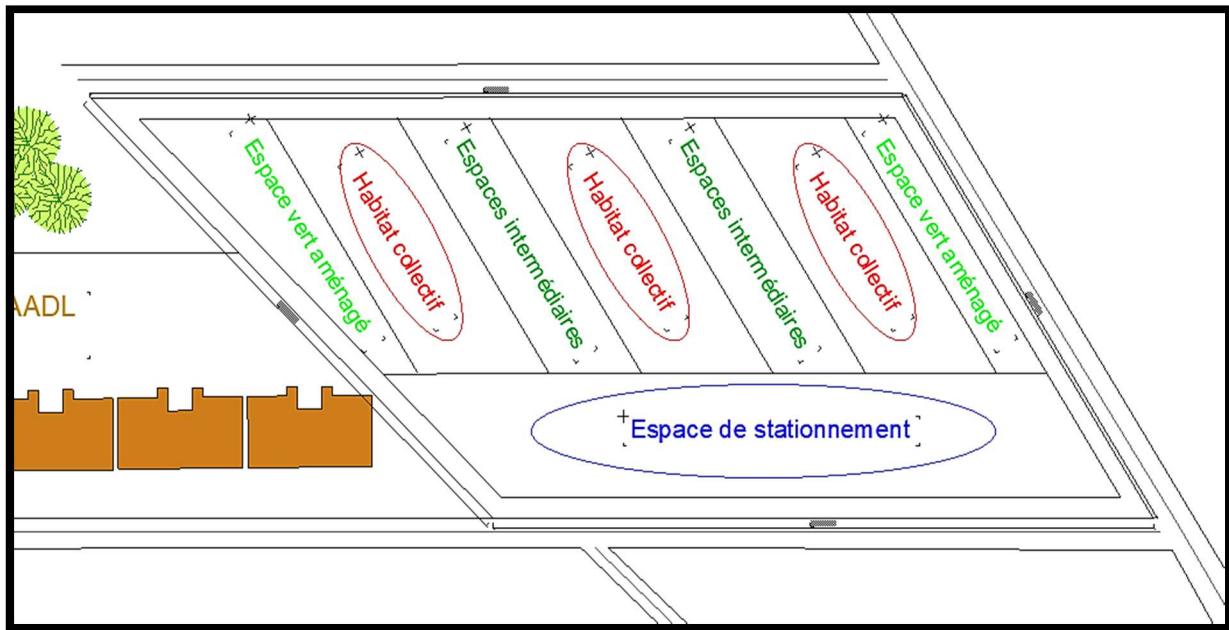 Espace vert aménagé
Habitat collectif
Espaces intermédiaires
Habitat collectif
Espaces intermédiaires
Habitat collectif
Espace vert aménagé
AADL
Espace de stationnement